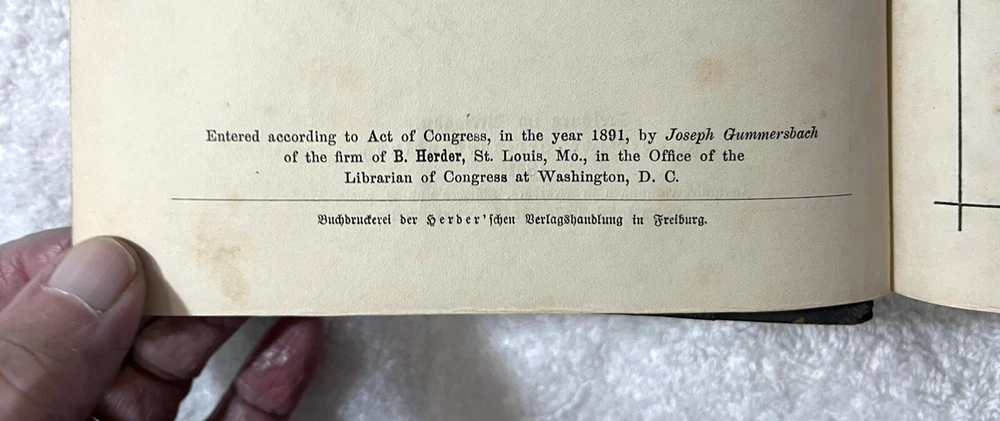 Entered according to Act of Congress, in the year 1891, by Joseph Gummersbach
of the firm of B. Herder, St. Louis, Mo., in the Office of the
Librarian of Congress at Washington, D. C.
Buchdruckerei der Herder'schen Verlagshandlung in Freiburg.